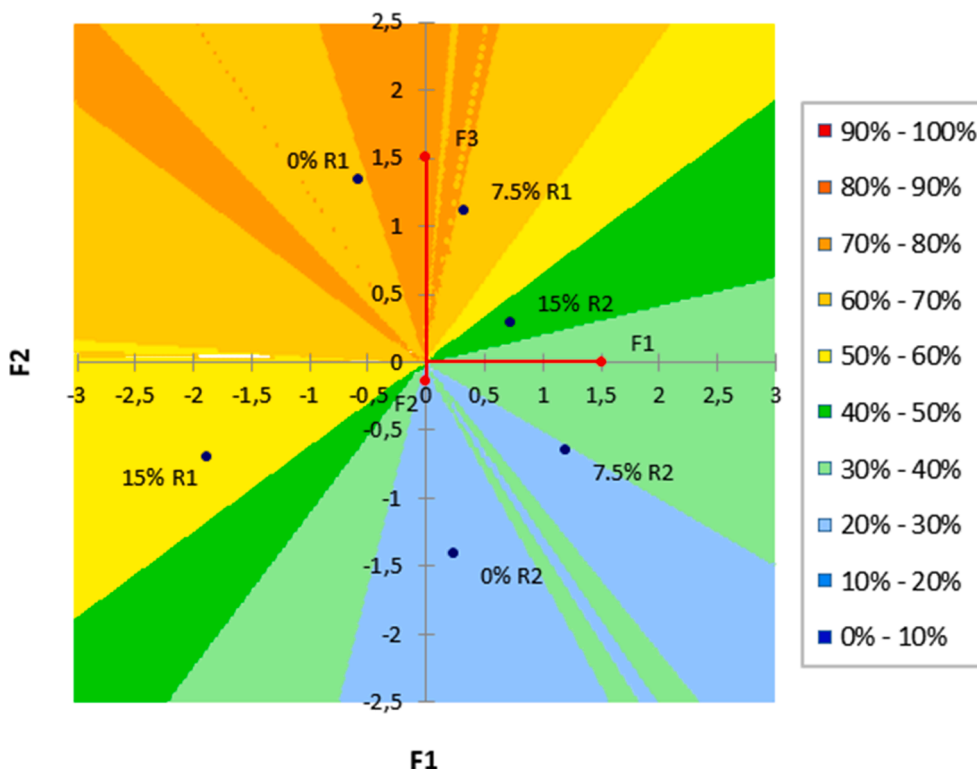 2,5
2
1,5
1
0,5
0
-0,5
-1
-1,5
-2
-2,5
-3 -2,5 -2 -1,5 -1 -0,5 0 0,5 1 1,5 2 2,5 3
F3
0% R1
7.5% R1
15% R2
F1
F2
15% R1
7.5% R2
0% R2
F2
F1
90% - 100%
80% - 90%
70% - 80%
60% - 70%
50% - 60%
40% - 50%
30% - 40%
20% - 30%
10% - 20%
0% - 10%